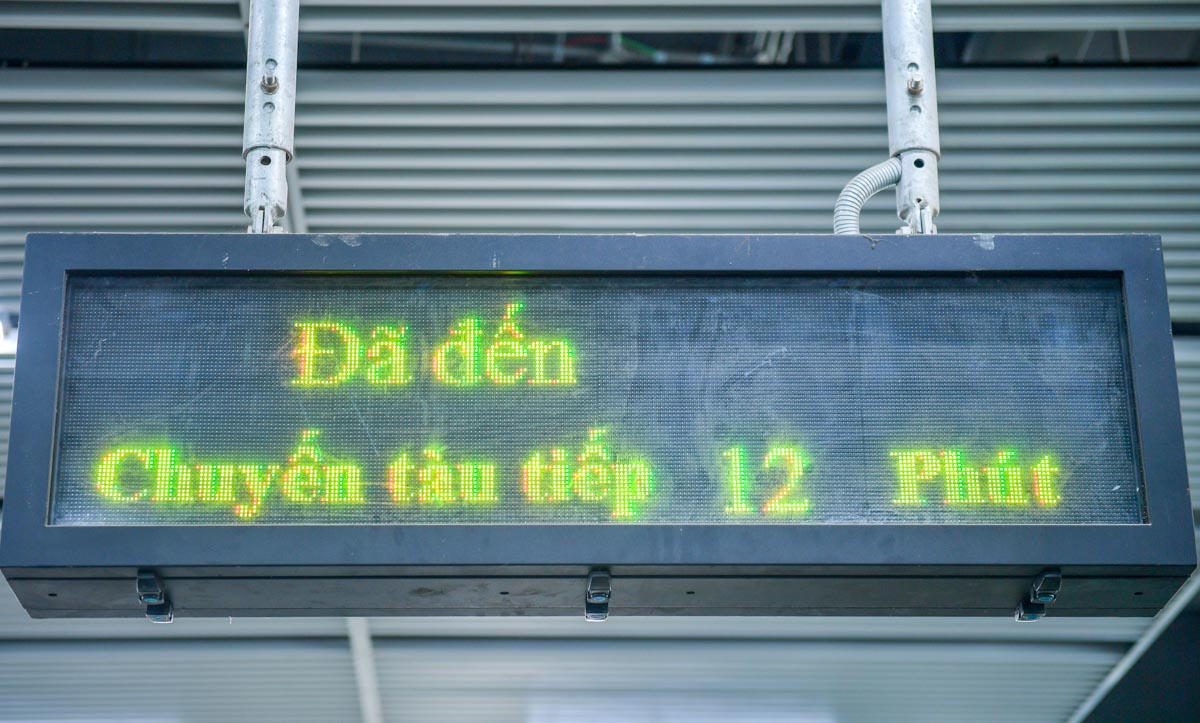 Đã đến
Chuyến tàu tiếp 12 Phút